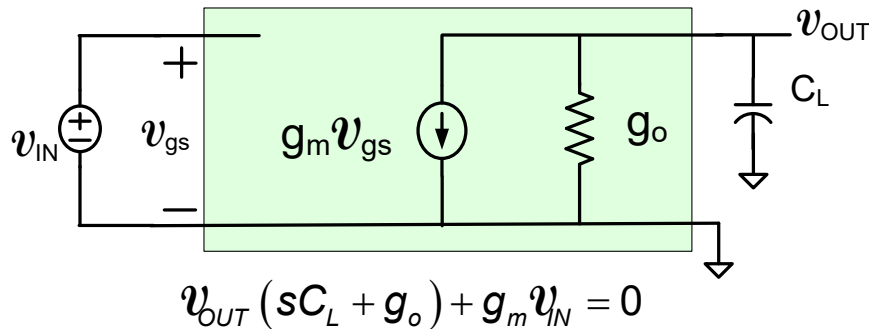 v_OUT
+
C_L
v_IN
+
−
v_gs
g_m v_gs
g_o
−
v_OUT (sC_L + g_o) + g_m v_IN = 0